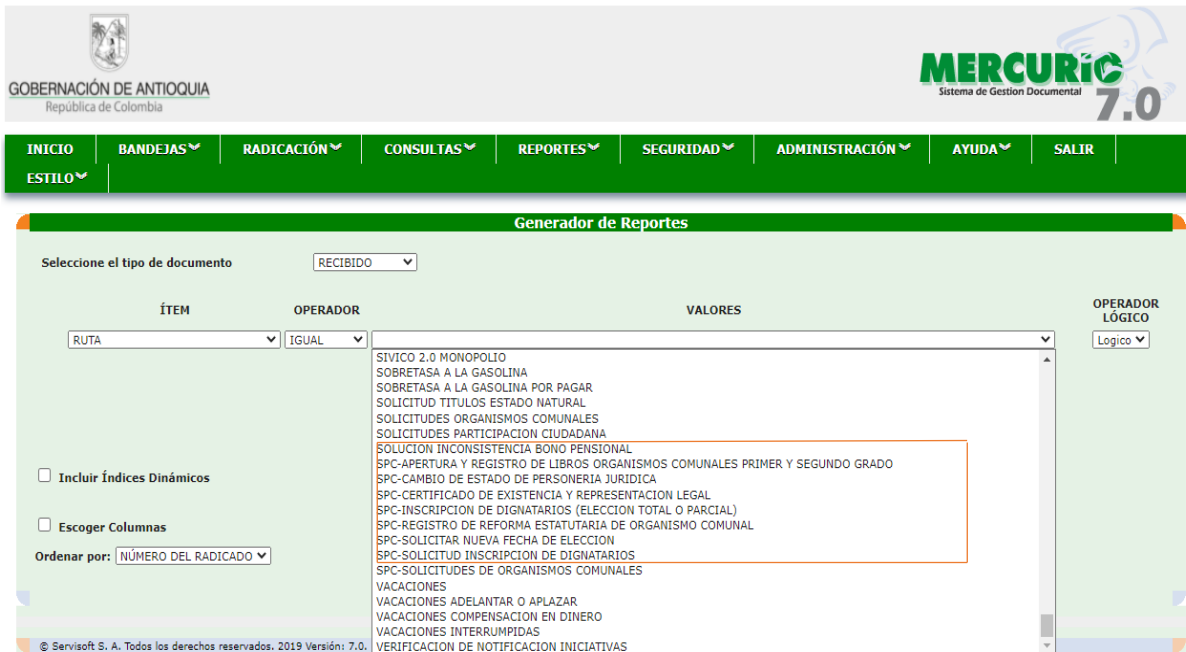 GOBERNACIÓN DE ANTIOQUIA
República de Colombia
MERCURIO
Sistema de Gestion Documental
7.0
INICIO BANDEJAS RADICACIÓN CONSULTAS REPORTES SEGURIDAD ADMINISTRACIÓN AYUDA SALIR
ESTILO
Generador de Reportes
Seleccione el tipo de documento RECIBIDO
ÍTEM OPERADOR VALORES OPERADOR LÓGICO
RUTA IGUAL Logico
SIVICO 2.0 MONOPOLIO
SOBRETASA A LA GASOLINA
SOBRETASA A LA GASOLINA POR PAGAR
SOLICITUD TITULOS ESTADO NATURAL
SOLICITUDES ORGANISMOS COMUNALES
SOLICITUDES PARTICIPACION CIUDADANA
SOLUCION INCONSISTENCIA BONO PENSIONAL
SPC-APERTURA Y REGISTRO DE LIBROS ORGANISMOS COMUNALES PRIMER Y SEGUNDO GRADO
SPC-CAMBIO DE ESTADO DE PERSONERIA JURIDICA
SPC-CERTIFICADO DE EXISTENCIA Y REPRESENTACION LEGAL
SPC-INSCRIPCION DE DIGNATARIOS (ELECCION TOTAL O PARCIAL)
SPC-REGISTRO DE REFORMA ESTATUTARIA DE ORGANISMO COMUNAL
SPC-SOLICITAR NUEVA FECHA DE ELECCION
SPC-SOLICITUD INSCRIPCION DE DIGNATARIOS
SPC-SOLICITUDES DE ORGANISMOS COMUNALES
VACACIONES
VACACIONES ADELANTAR O APLAZAR
VACACIONES COMPENSACION EN DINERO
VACACIONES INTERRUMPIDAS
VERIFICACION DE NOTIFICACION INICIATIVAS
Incluir Índices Dinámicos
Escoger Columnas
Ordenar por: NÚMERO DEL RADICADO
© Servisoft S. A. Todos los derechos reservados. 2019 Versión: 7.0.